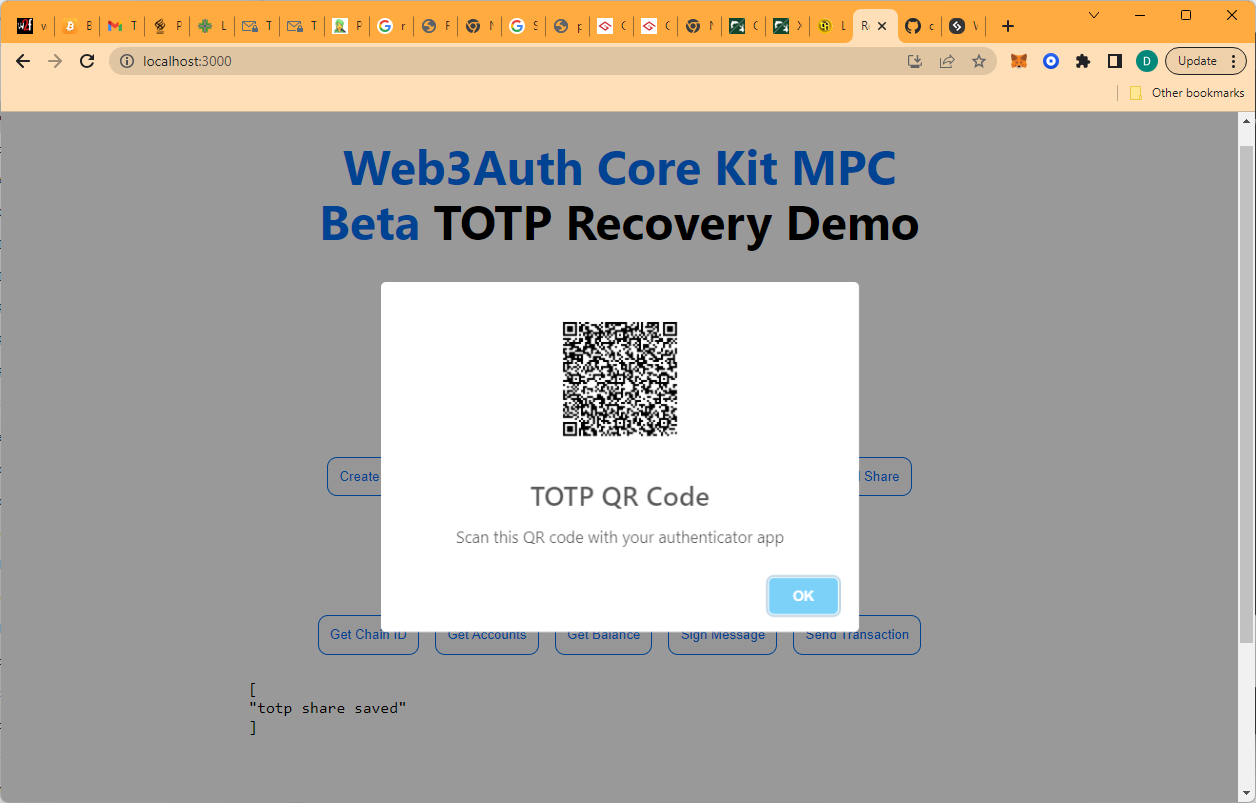 localhost:3000
D
Update
Other bookmarks
Web3Auth Core Kit MPC
Beta TOTP Recovery Demo
Create
Share
TOTP QR Code
Scan this QR code with your authenticator app
OK
Get Chain ID
Get Accounts
Get Balance
Sign Message
Send Transaction
[
"totp share saved"
]